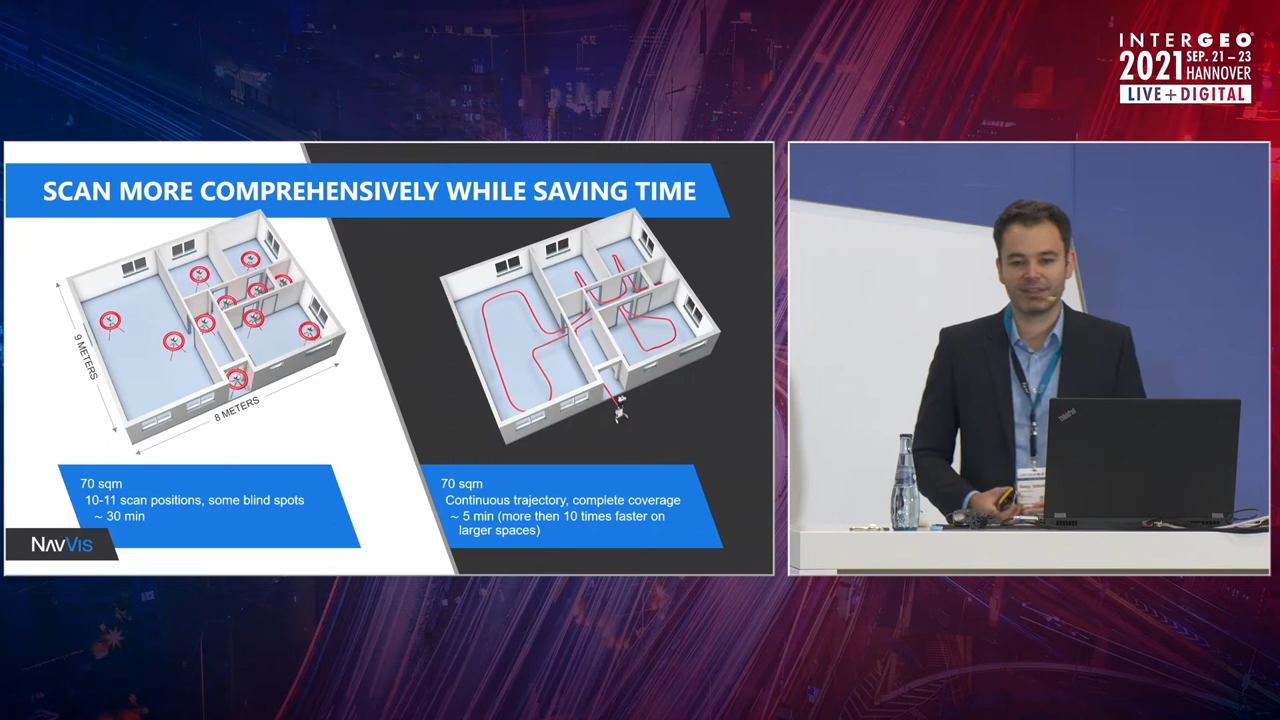 INTERGEO
2021 SEP. 21 – 23
HANNOVER
LIVE + DIGITAL
SCAN MORE COMPREHENSIVELY WHILE SAVING TIME
9 METERS
8 METERS
70 sqm
10-11 scan positions, some blind spots
~ 30 min
70 sqm
Continuous trajectory, complete coverage
~ 5 min (more then 10 times faster on
larger spaces)
NAVVIS
ThinkPad